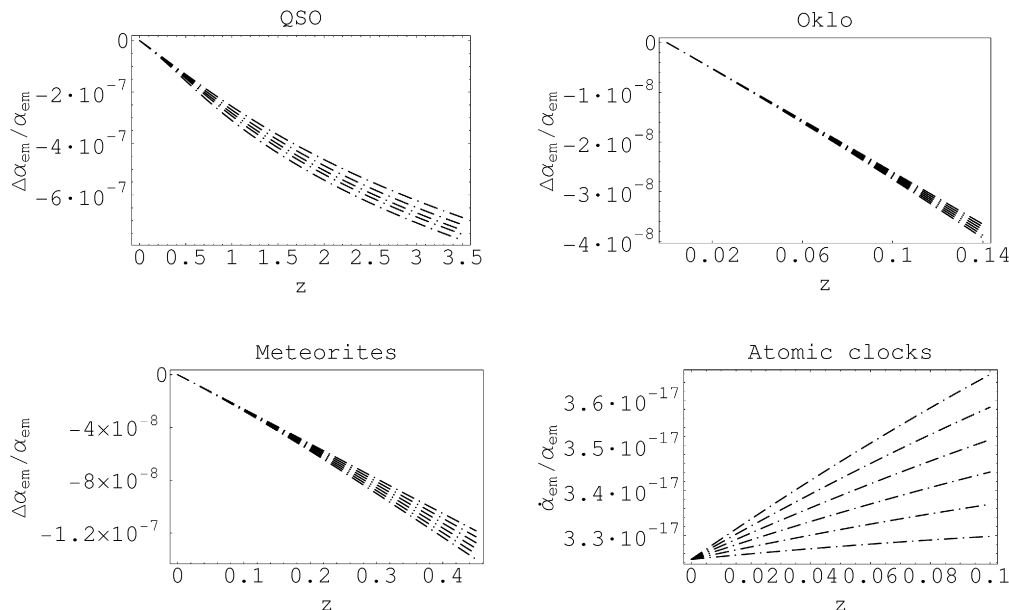 QSO
0
−2·10⁻⁷
−4·10⁻⁷
−6·10⁻⁷
Δα_em/α_em
0 0.5 1 1.5 2 2.5 3 3.5
z
Oklo
0
−1·10⁻⁸
−2·10⁻⁸
−3·10⁻⁸
−4·10⁻⁸
Δα_em/α_em
0.02 0.06 0.1 0.14
z
Meteorites
0
−4×10⁻⁸
−8×10⁻⁸
−1.2×10⁻⁷
Δα_em/α_em
0 0.1 0.2 0.3 0.4
z
Atomic clocks
3.6·10⁻¹⁷
3.5·10⁻¹⁷
3.4·10⁻¹⁷
3.3·10⁻¹⁷
α̇_em/α_em
0 0.02 0.04 0.06 0.08 0.1
z